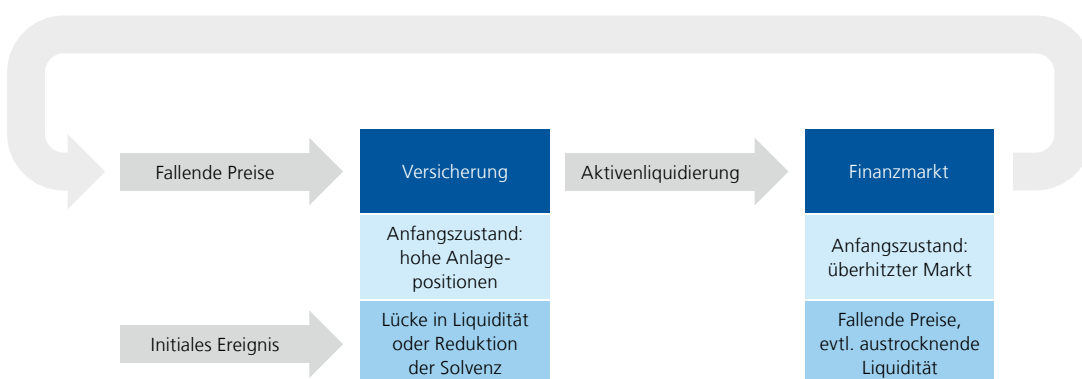 Fallende Preise
Versicherung
Aktivenliquidierung
Finanzmarkt
Anfangszustand:
hohe Anlage-
positionen
Anfangszustand:
überhitzter Markt
Initiales Ereignis
Lücke in Liquidität
oder Reduktion
der Solvenz
Fallende Preise,
evtl. austrocknende
Liquidität